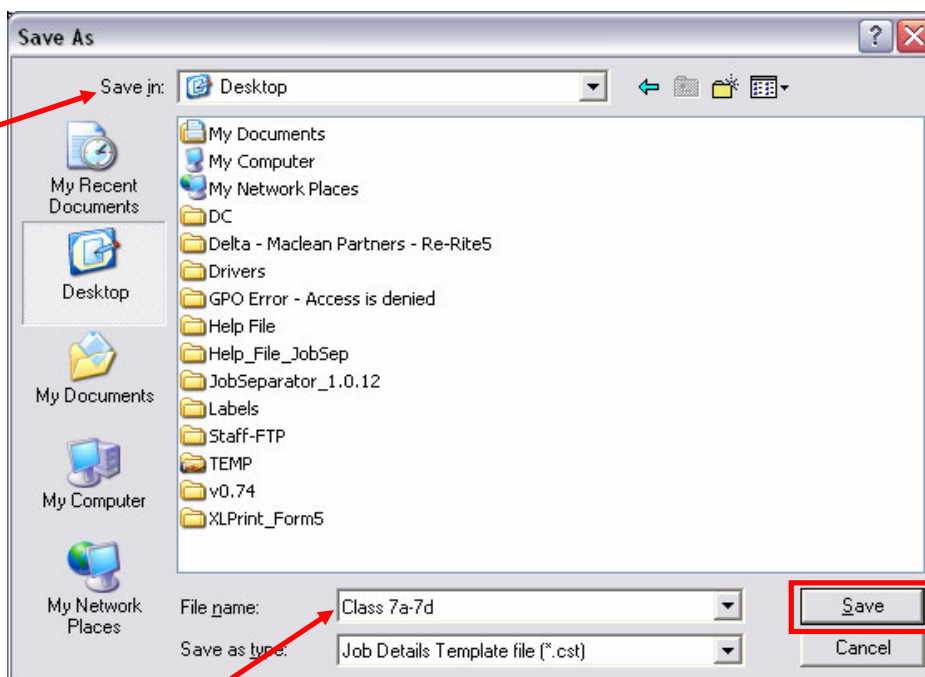 Save As
Save in: Desktop
My Recent
Documents
Desktop
My Documents
My Computer
My Network
Places
My Documents
My Computer
My Network Places
DC
Delta - Maclean Partners - Re-Rite5
Drivers
GPO Error - Access is denied
Help File
Help_File_JobSep
JobSeparator_1.0.12
Labels
Staff-FTP
TEMP
v0.74
XLPrint_Form5
File name: Class 7a-7d
Save
Save as type: Job Details Template file (*.cst)
Cancel